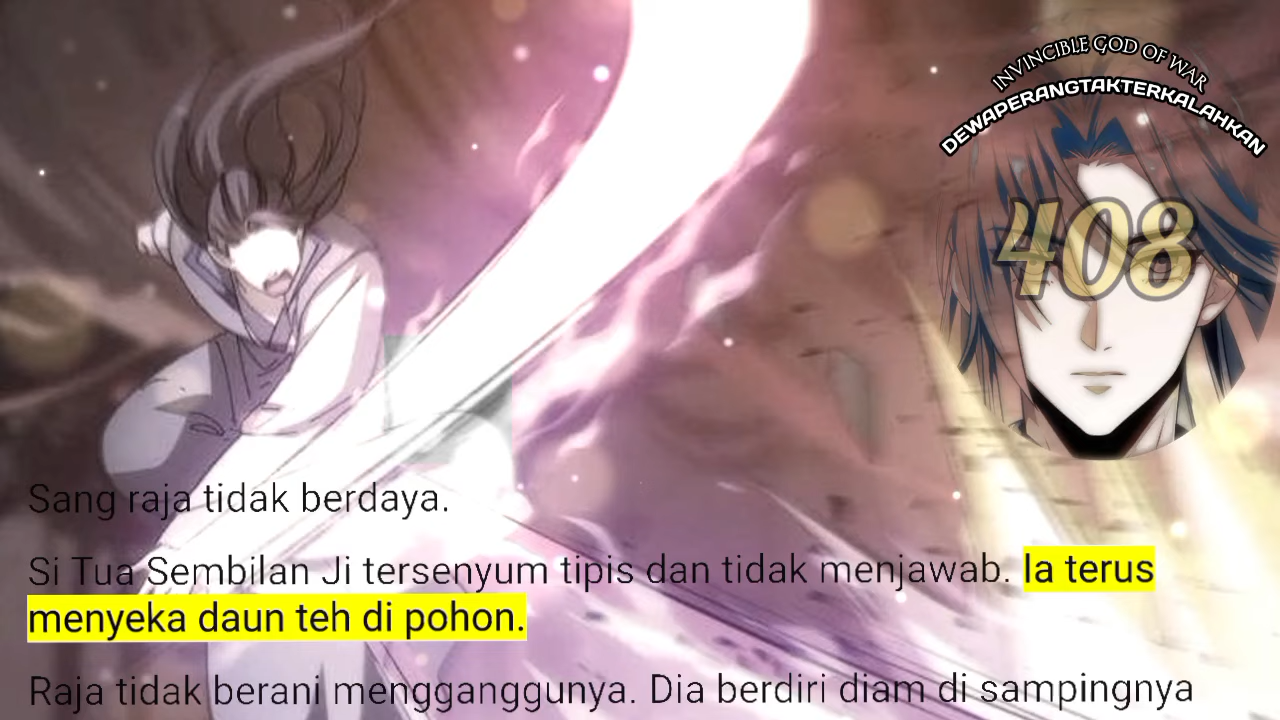 INVINCIBLE GOD OF WAR
DEWAPERANGTAKTERKALAHKAN
408
Sang raja tidak berdaya.
Si Tua Sembilan Ji tersenyum tipis dan tidak menjawab. Ia terus
menyeka daun teh di pohon.
Raja tidak berani mengganggunya. Dia berdiri diam di sampingnya